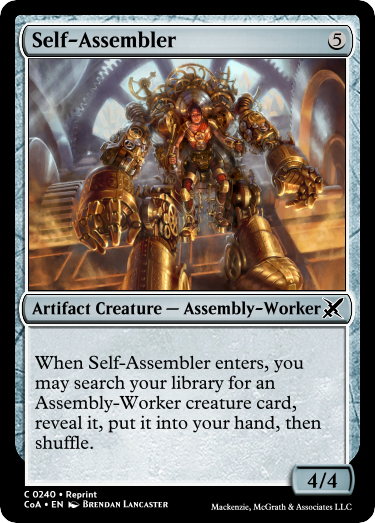 Self-Assembler 5
Artifact Creature — Assembly-Worker
When Self-Assembler enters, you
may search your library for an
Assembly-Worker creature card,
reveal it, put it into your hand, then
shuffle.
4/4
C 0240 • Reprint
CoA • EN Brendan Lancaster
Mackenzie, McGrath & Associates LLC